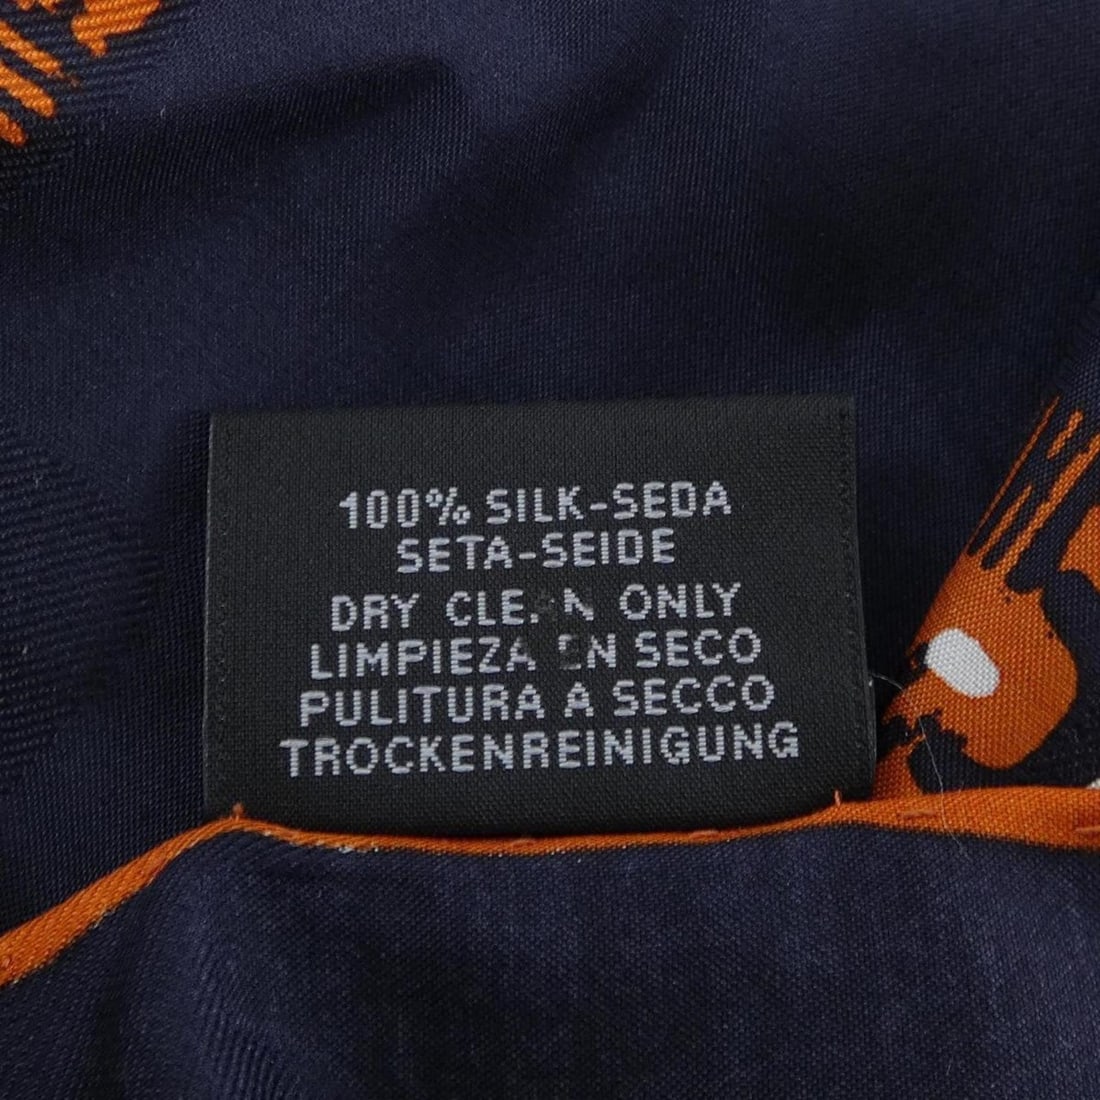 100% SILK-SEDA
SETA-SEIDE
DRY CLEAN ONLY
LIMPIEZA EN SECO
PULITURA A SECCO
TROCKENREINIGUNG